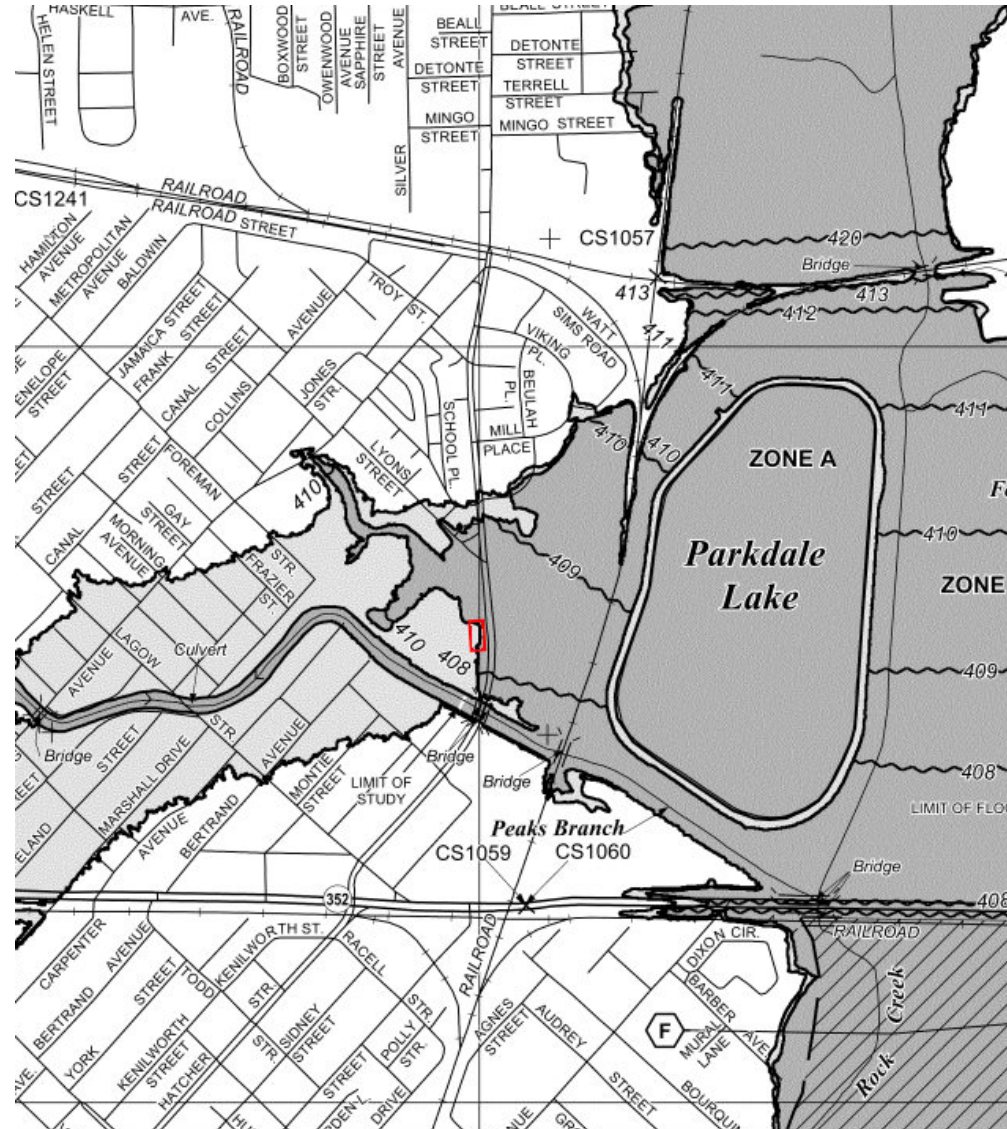 HASKELL
AVE.
HELEN STREET
RAILROAD
BOXWOOD
STREET
OWENWOOD
AVENUE
SAPPHIRE
STREET
AVENUE
SILVER
BEALL
STREET
DETONTE
STREET
MINGO
STREET
BEALL STREET
DETONTE
STREET
TERRELL
STREET
MINGO STREET
CS1241
RAILROAD
RAILROAD STREET
CS1057
420
Bridge
413
413
412
HAMILTON
AVENUE
METROPOLITAN
AVENUE
BALDWIN
JAMAICA STREET
FRANK STREET
CANAL STREET
COLLINS
AVENUE
TROY ST.
JONES
STR.
WATT
SIMS ROAD
VIKING
PL.
BEULAH
PL.
SCHOOL PL.
MILL
PLACE
411
411
411
PENELOPE
STREET
LYONS
STREET
410
410
410
ZONE A
STREET
CANAL
STREET
FOREMAN
GAY
STREET
MORNING
AVENUE
STR.
FRAZIER
ST.
409
Parkdale
Lake
410
ZONE
LAGOW
AVENUE
Culvert
410
408
409
Bridge
STREET
STR.
MARSHALL DRIVE
AVENUE
MONTIE
STREET
BERTRAND
AVENUE
LIMIT OF
STUDY
Bridge
Bridge
408
LIMIT OF FLO
Peaks Branch
CS1059
CS1060
Bridge
352
408
RAILROAD
CARPENTER
AVENUE
KENILWORTH ST.
RACELL
STR.
RAILROAD
DIXON CIR.
BARBER AVE.
MURAL
LANE
F
Creek
Rock
BERTRAND
STREET
TODD
STR.
SIDNEY
STREET
POLLY
STR.
AGNES
STREET
AUDREY
STREET
BOURQUIN
AVE.
YORK
KENILWORTH
STREET
HATCHER
STR.
STREET
DRIVE